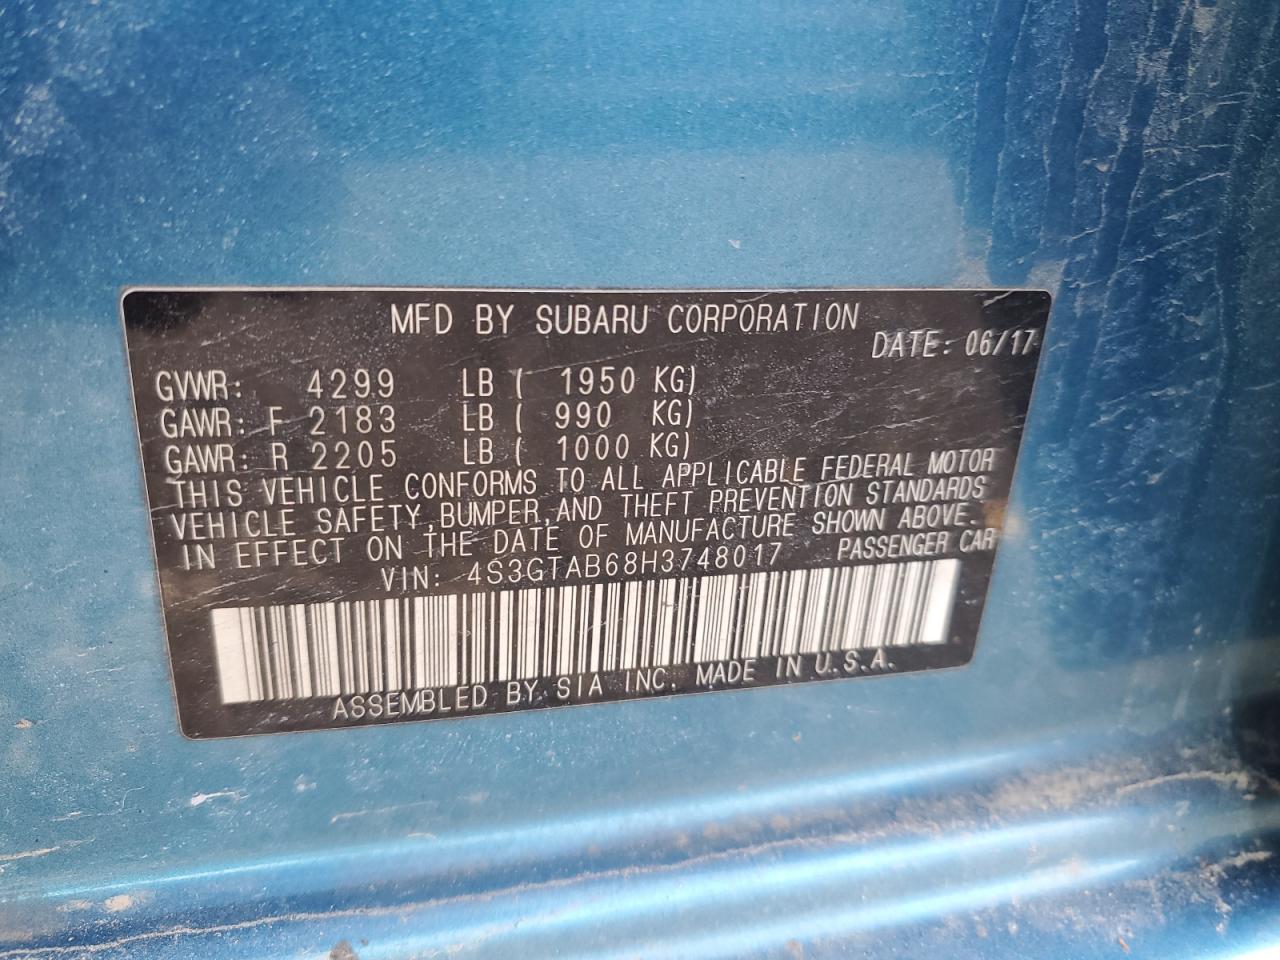 MFD BY SUBARU CORPORATION
DATE: 06/17
GVWR: 4299 LB ( 1950 KG)
GAWR: F 2183 LB ( 990 KG)
GAWR: R 2205 LB ( 1000 KG)
THIS VEHICLE CONFORMS TO ALL APPLICABLE FEDERAL MOTOR
VEHICLE SAFETY, BUMPER, AND THEFT PREVENTION STANDARDS
IN EFFECT ON THE DATE OF MANUFACTURE SHOWN ABOVE.
VIN: 4S3GTAB68H3748017 PASSENGER CAR
ASSEMBLED BY SIA INC. MADE IN U.S.A.